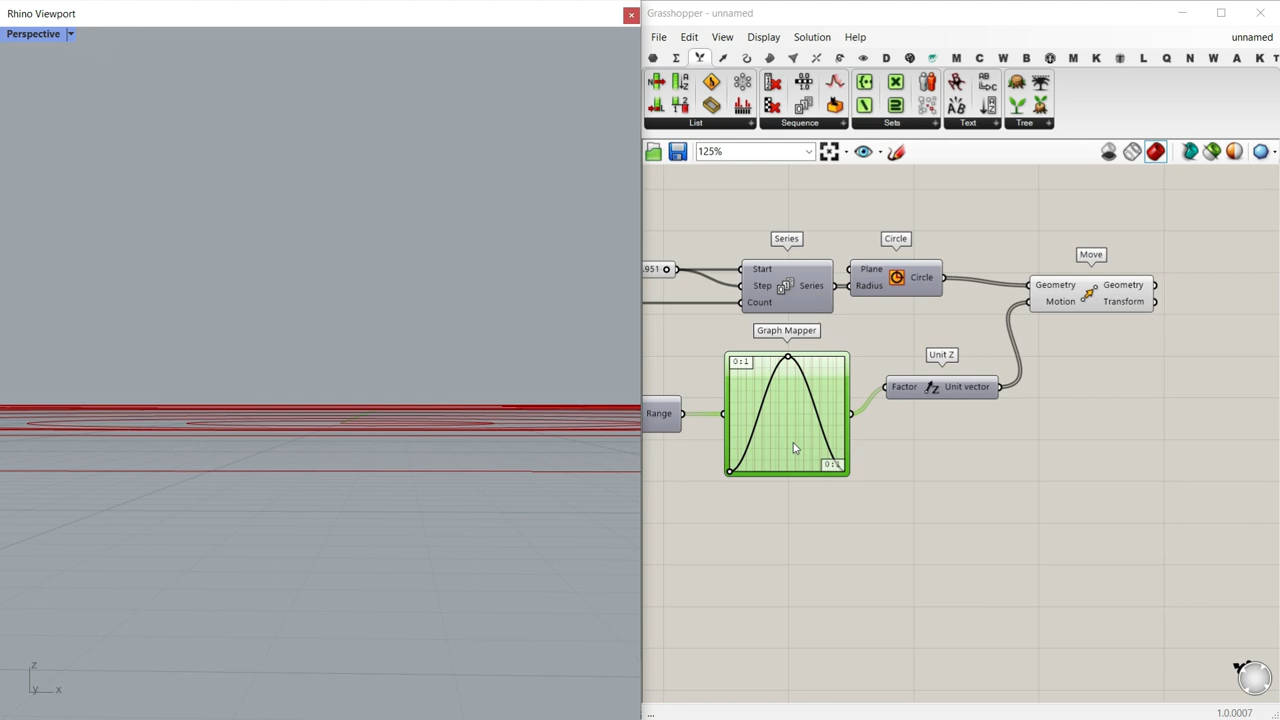 Rhino Viewport
Perspective
Grasshopper - unnamed
File Edit View Display Solution Help
unnamed
D M C W B M K L Q N W A K T
List Sequence Sets Text Tree
125%
Series
Circle
Move
.951
Start
Step
Count
Series
Plane
Radius
Circle
Geometry
Motion
Geometry
Transform
Graph Mapper
0:1
0:1
Unit Z
Range
Factor
Unit vector
z
y x
...
1.0.0007